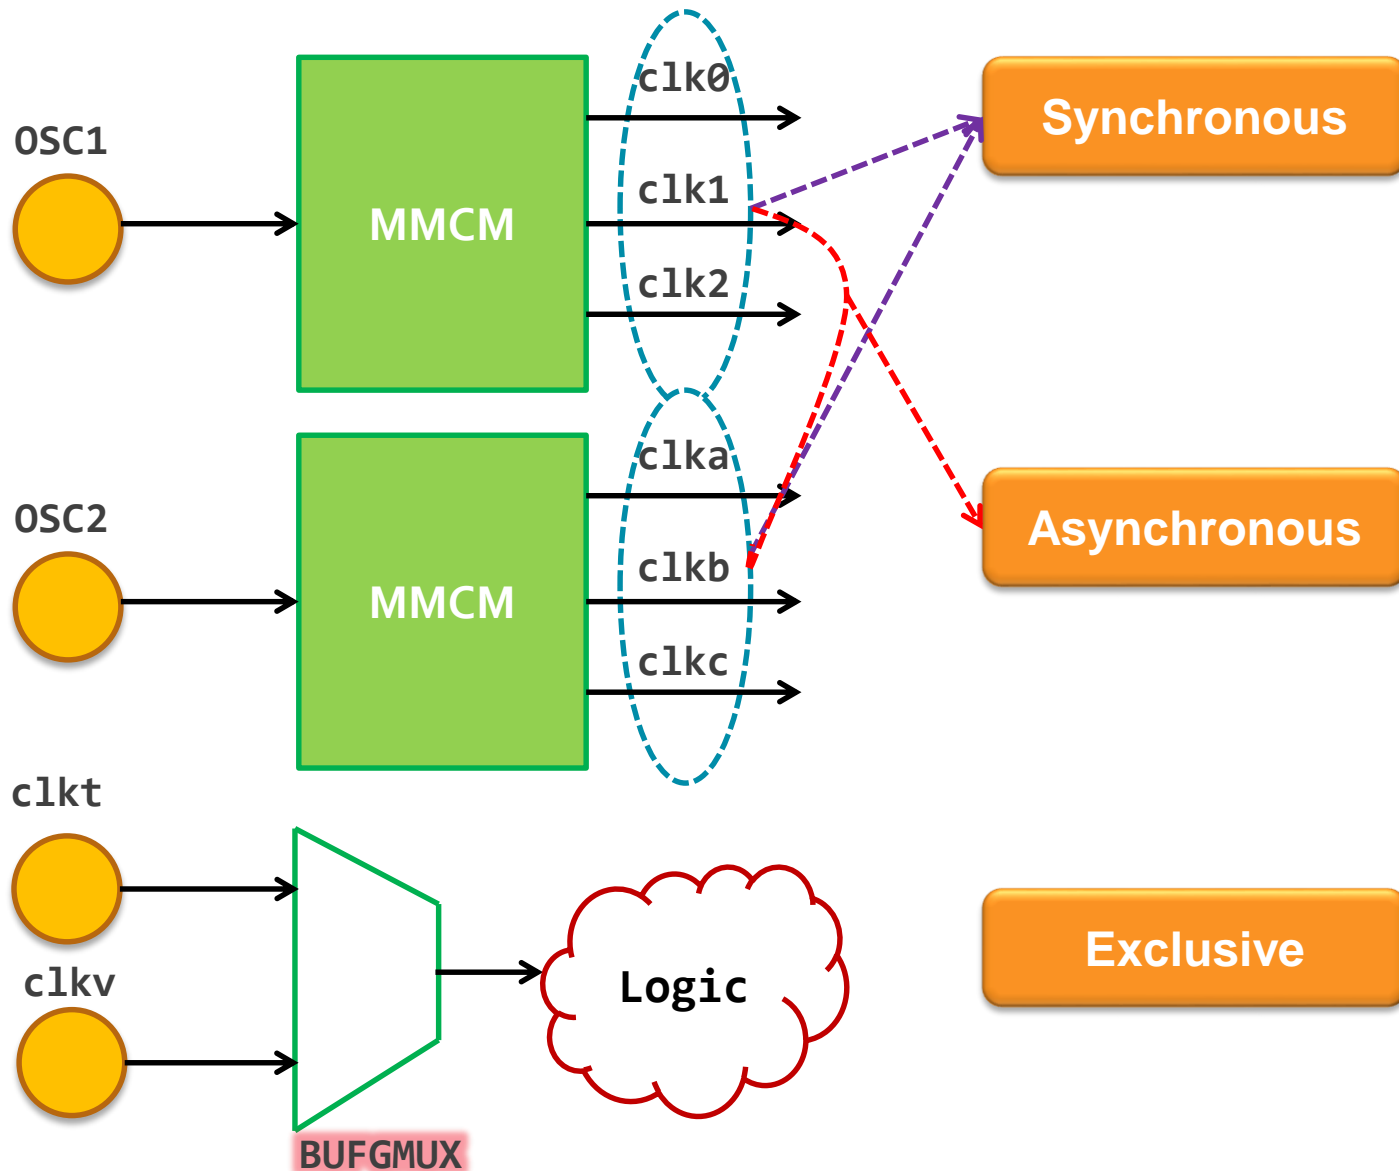 clk0
Synchronous
OSC1
clk1
MMCM
clk2
clka
OSC2
Asynchronous
clkb
MMCM
clkc
clkt
Exclusive
clkv
Logic
BUFGMUX